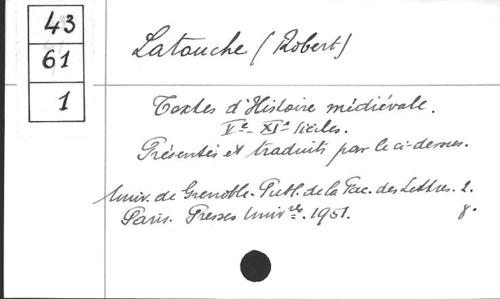 43
61
1
Latouche (Robert)
Textes d'Histoire médiévale.
Ve - XIe siècles.
Présentés et traduits par le ci-dessus.
Univ. de Grenoble. Publ. de la Fac. des Lettres. 2.
Paris. Presses Univres. 1951. 8.